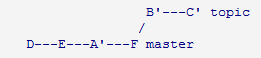 B'---C' topic
                /
D---E---A'---F master